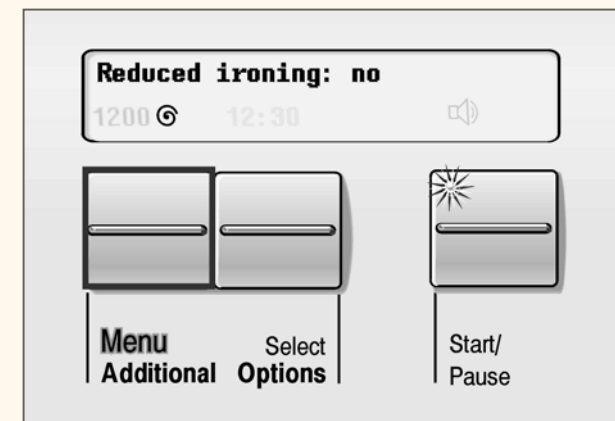 Reduced ironing: no
1200 12:30
Menu Select
Additional Options
Start/
Pause